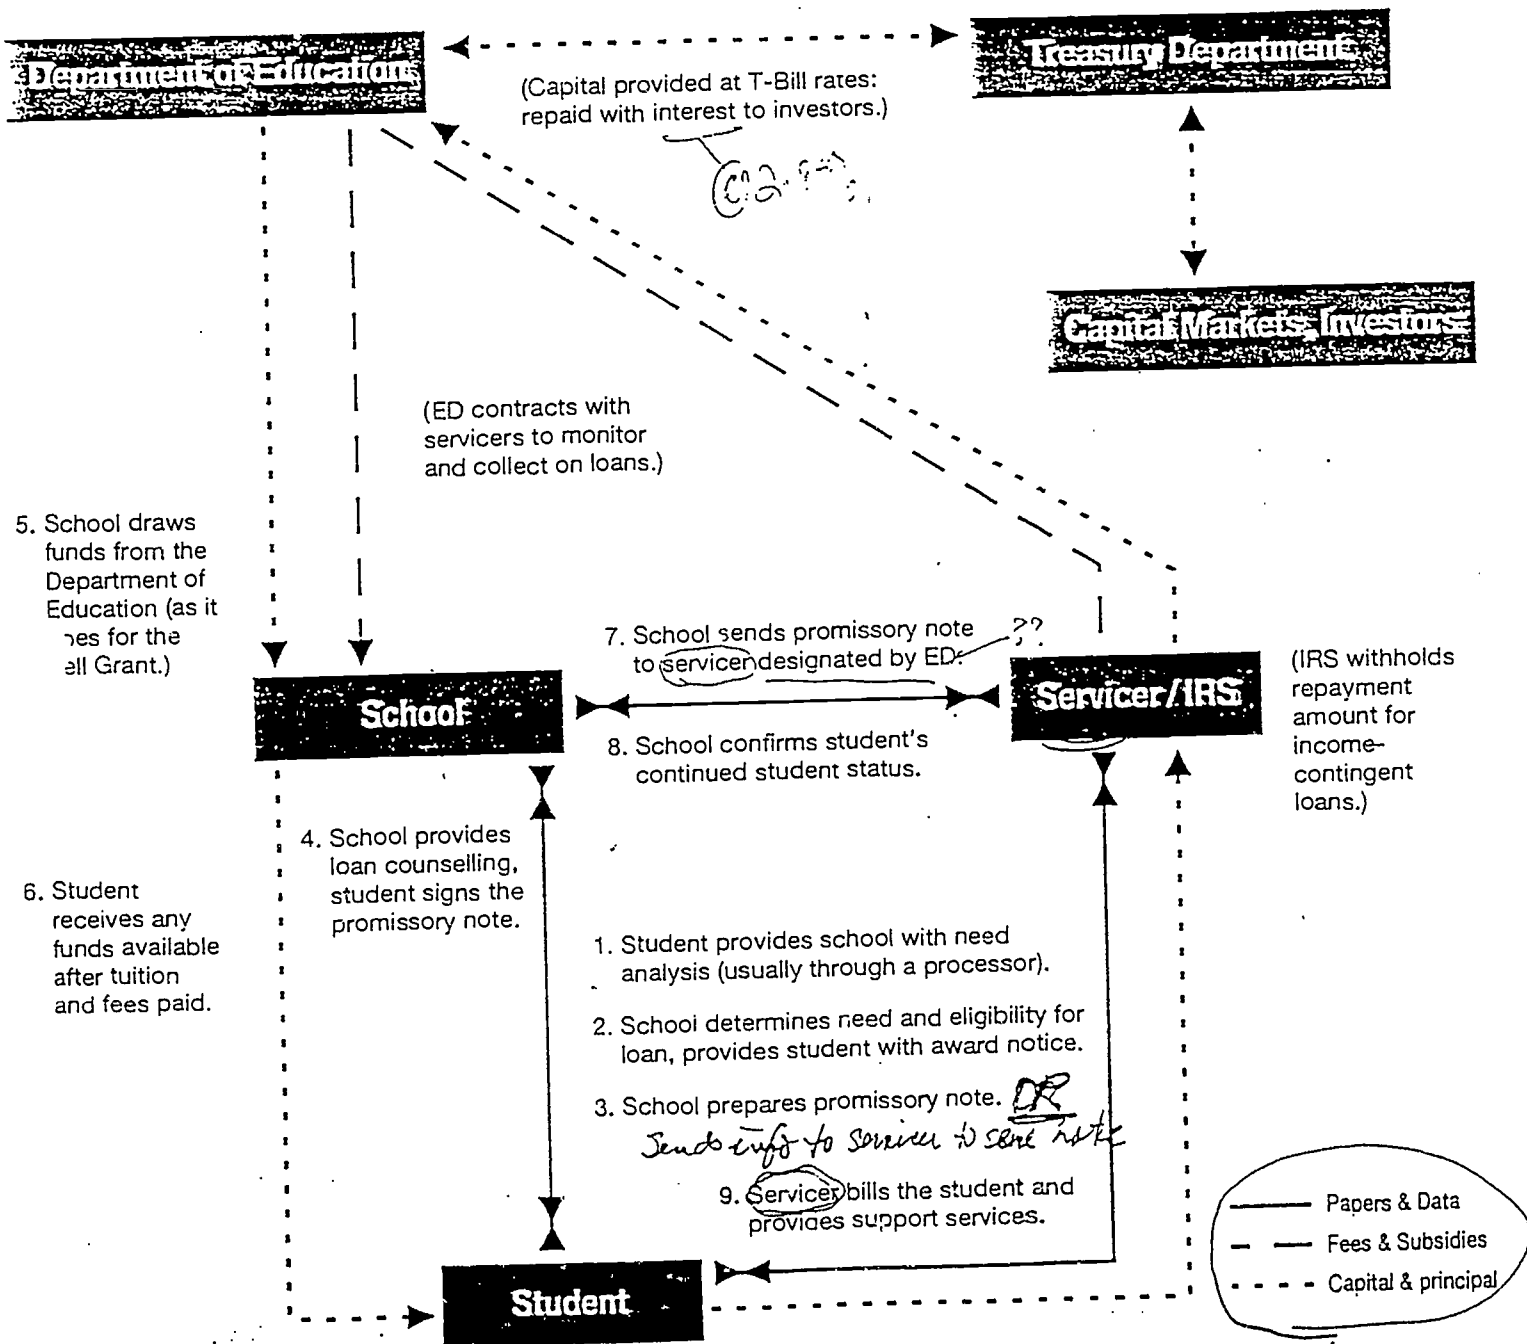 Department of Education
Treasury Department
(Capital provided at T-Bill rates:
repaid with interest to investors.)
Capital Markets, Investors
(ED contracts with
servicers to monitor
and collect on loans.)
5. School draws
funds from the
Department of
Education (as it
for the
Grant.)
7. School sends promissory note
to servicer designated by ED.
??
School
Servicer/IRS
(IRS withholds
repayment
amount for
income-
contingent
loans.)
8. School confirms student's
continued student status.
4. School provides
loan counselling,
student signs the
promissory note.
6. Student
receives any
funds available
after tuition
and fees paid.
1. Student provides school with need
analysis (usually through a processor).
2. School determines need and eligibility for
loan, provides student with award notice.
3. School prepares promissory note. OR
Sends info to servicer to send note
9. Servicer bills the student and
provides support services.
Papers & Data
Fees & Subsidies
Capital & principal
Student